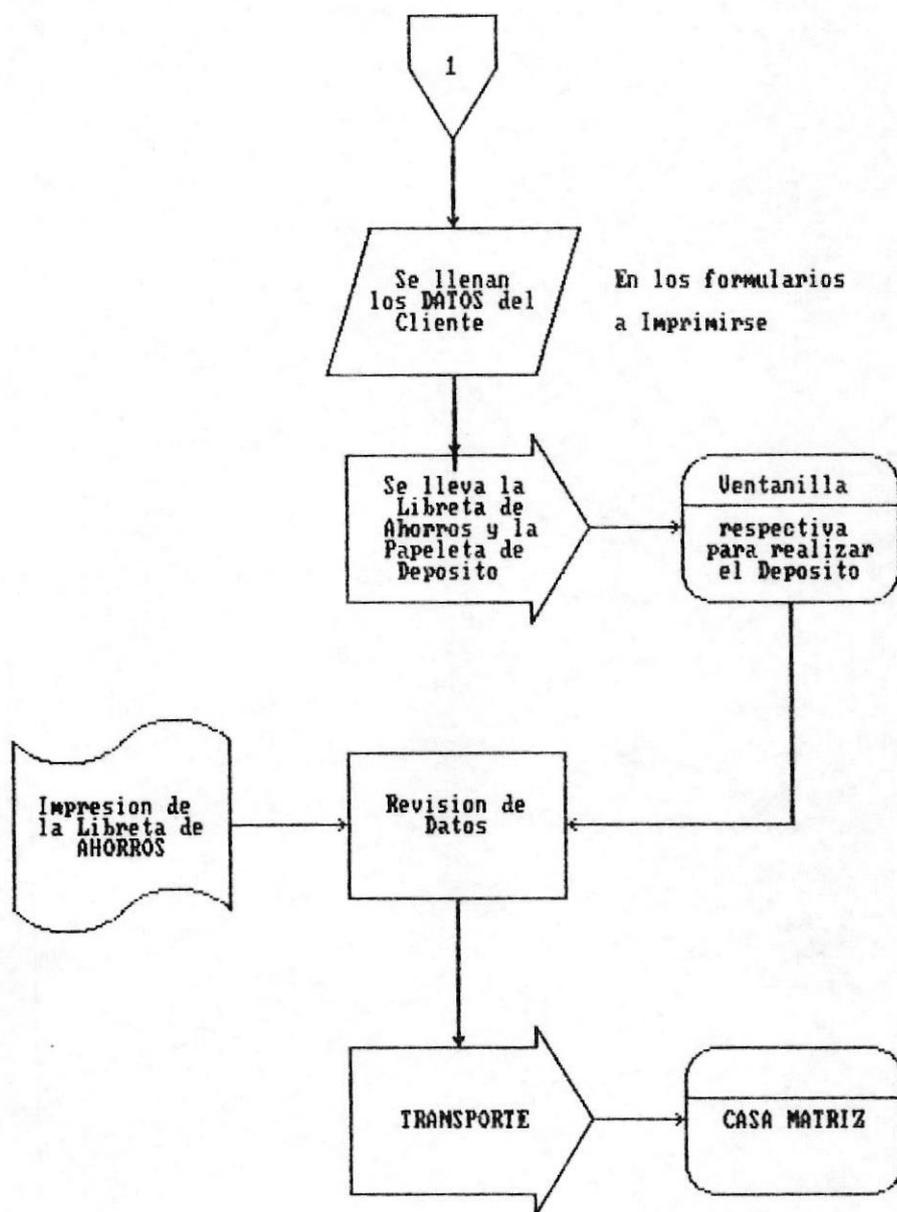 1
Se llenan
los DATOS del
Cliente
En los formularios
a Imprimirse
Se lleva la
Libreta de
Ahorros y la
Papeleta de
Deposito
Ventanilla
respectiva
para realizar
el Deposito
Impresion de
la Libreta de
AHORROS
Revision de
Datos
TRANSPORTE
CASA MATRIZ